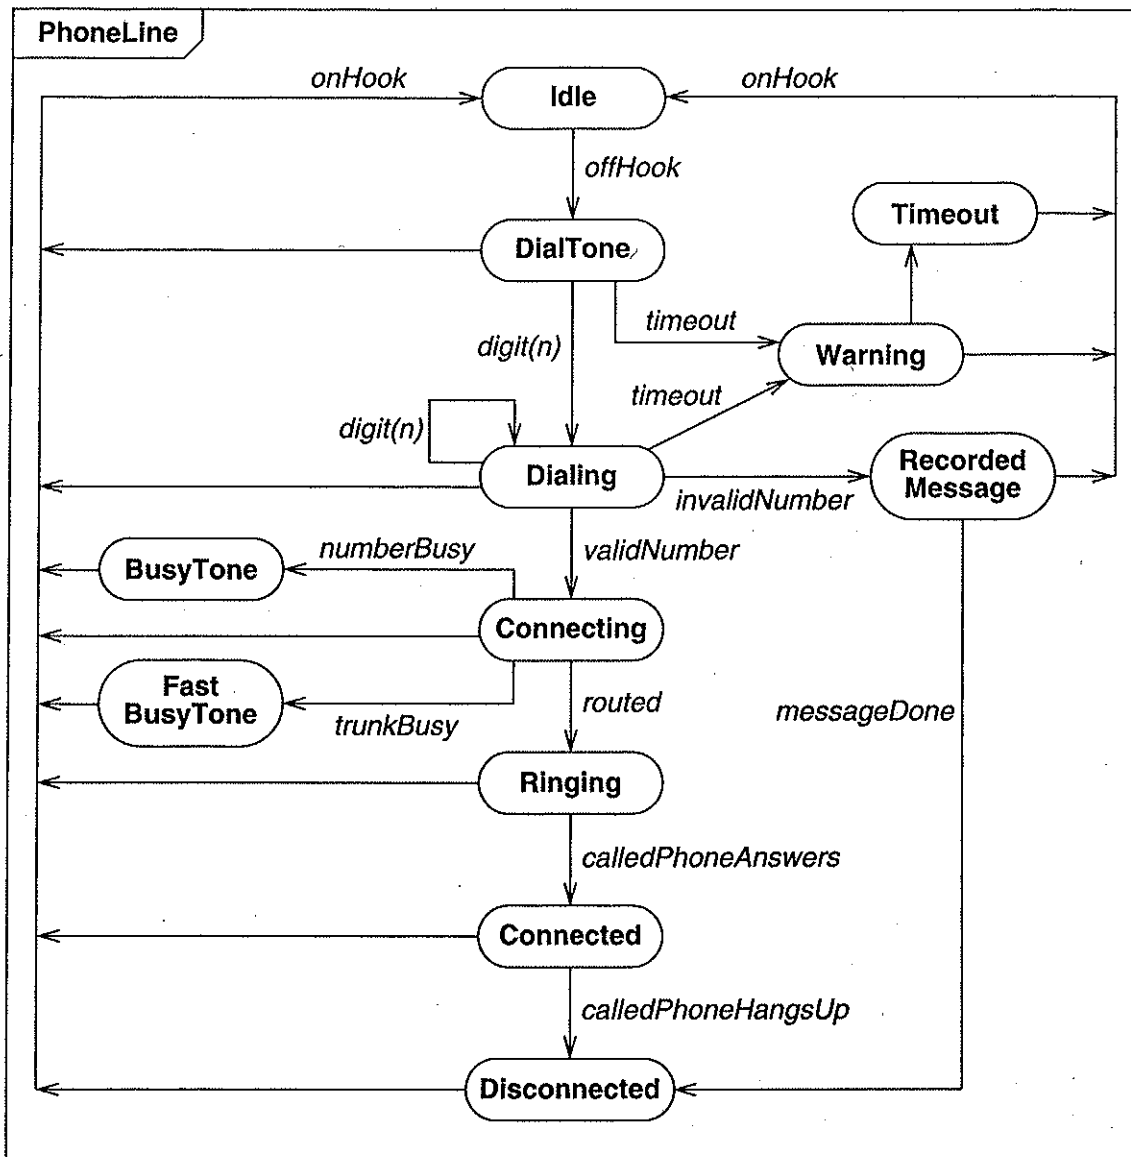 PhoneLine
onHook
Idle
onHook
offHook
Timeout
DialTone
timeout
digit(n)
Warning
timeout
digit(n)
Dialing
invalidNumber
Recorded
Message
numberBusy
validNumber
BusyTone
Connecting
Fast
BusyTone
trunkBusy
routed
messageDone
Ringing
calledPhoneAnswers
Connected
calledPhoneHangsUp
Disconnected